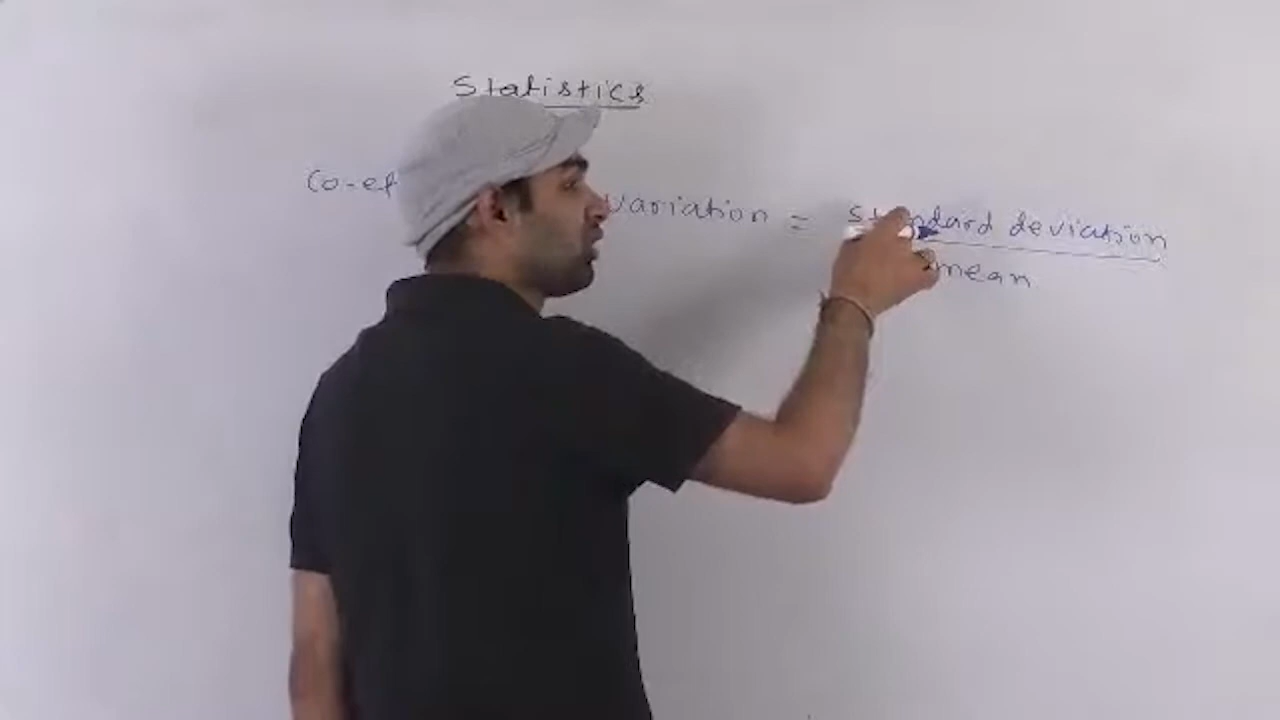 Statistics
Co-ef variation = standard deviation
mean